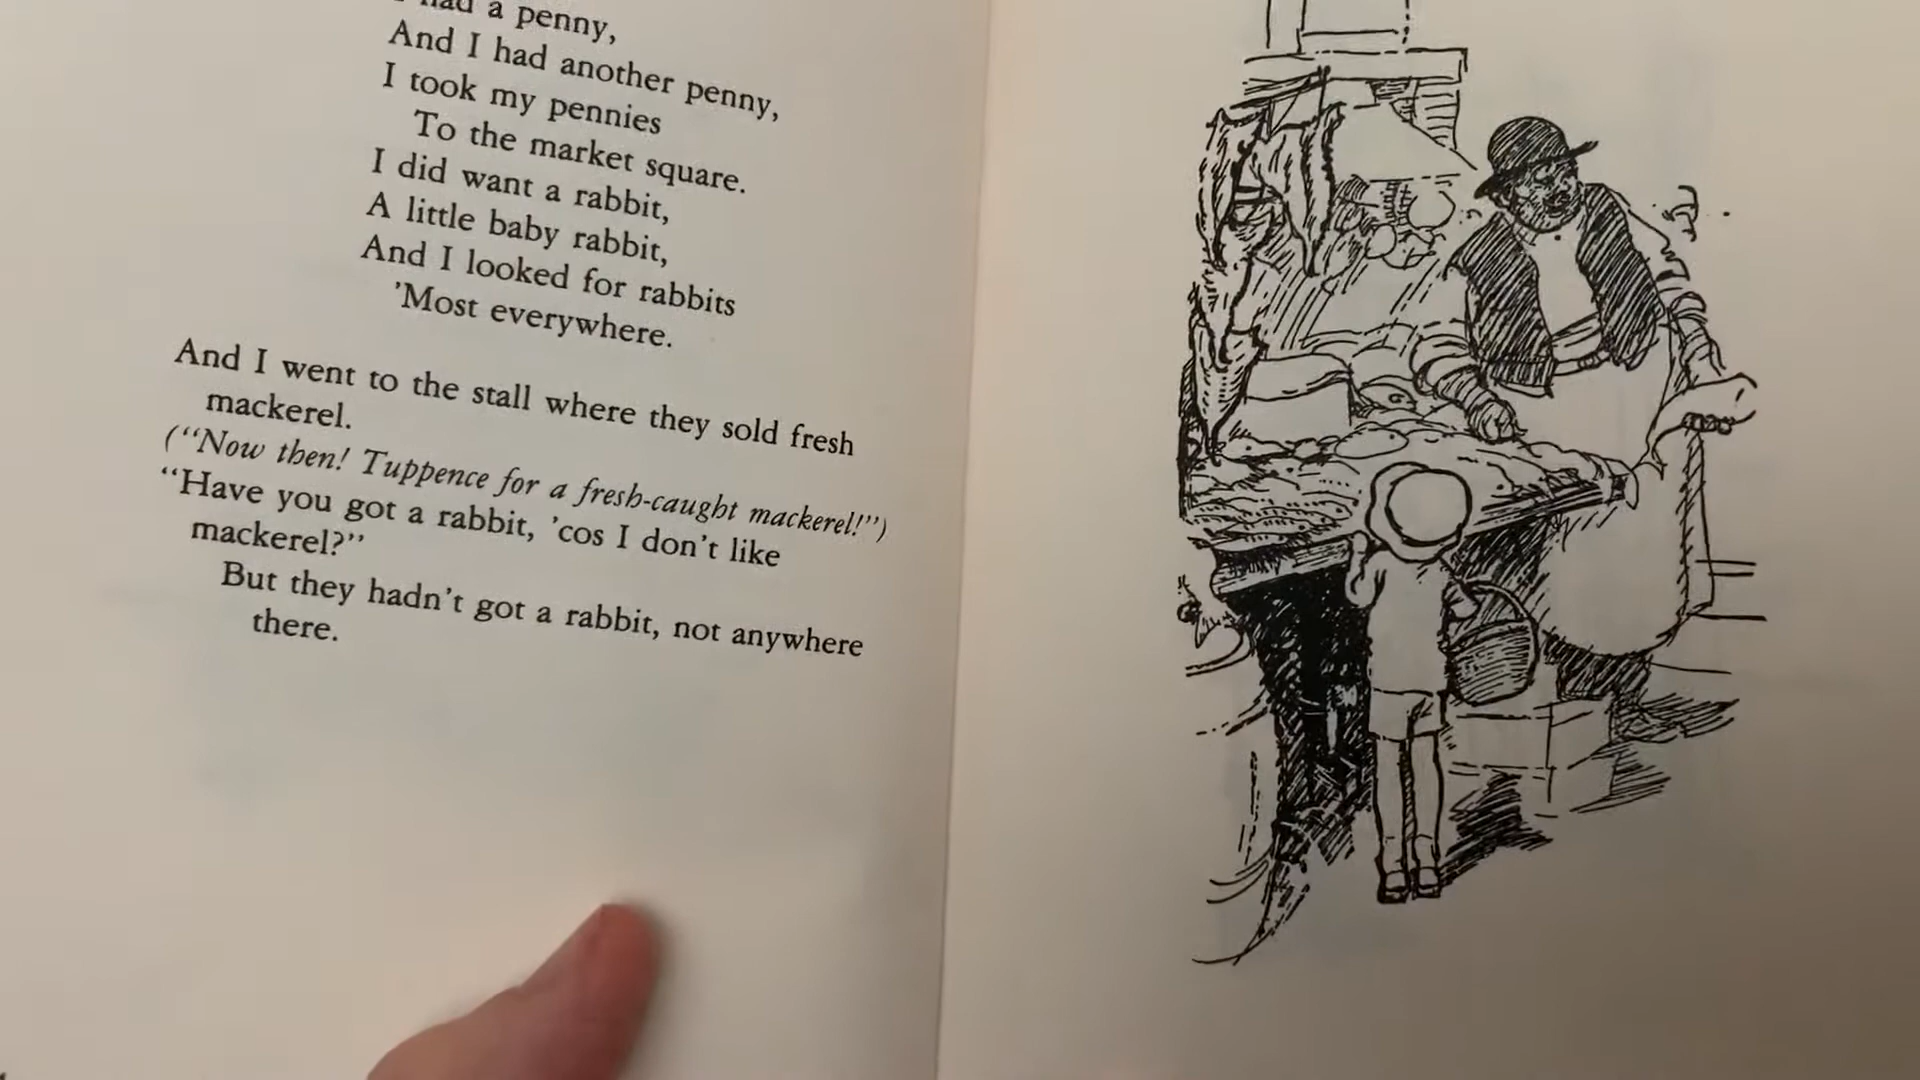 had a penny,
And I had another penny,
I took my pennies
To the market square.
I did want a rabbit,
A little baby rabbit,
And I looked for rabbits
'Most everywhere.
And I went to the stall where they sold fresh
mackerel.
("Now then! Tuppence for a fresh-caught mackerel!")
"Have you got a rabbit, 'cos I don't like
mackerel?"
But they hadn't got a rabbit, not anywhere
there.